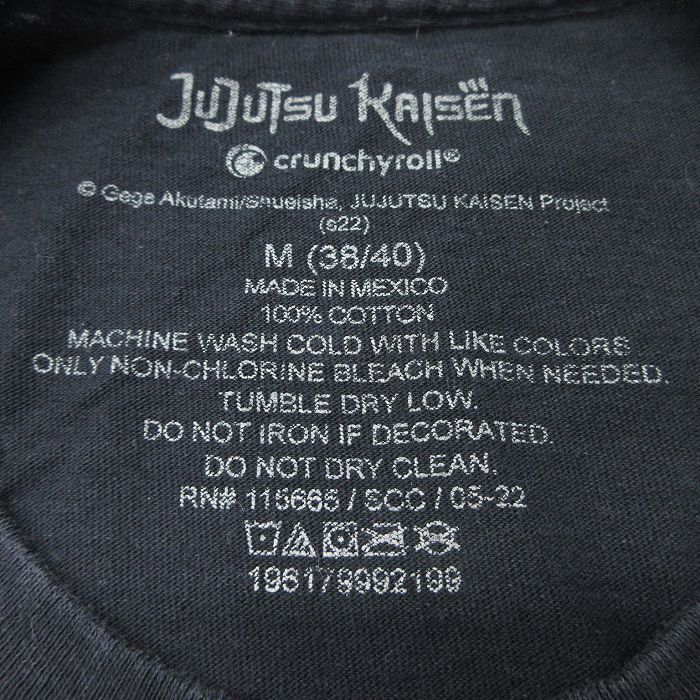 JUJUTSU KAISEN
crunchyroll®
© Gege Akutami/Shueisha, JUJUTSU KAISEN Project
(s22)
M (38/40)
MADE IN MEXICO
100% COTTON
MACHINE WASH COLD WITH LIKE COLORS
ONLY NON-CHLORINE BLEACH WHEN NEEDED.
TUMBLE DRY LOW.
DO NOT IRON IF DECORATED.
DO NOT DRY CLEAN.
RN# 115665 / SCC / 05-22
196179992199